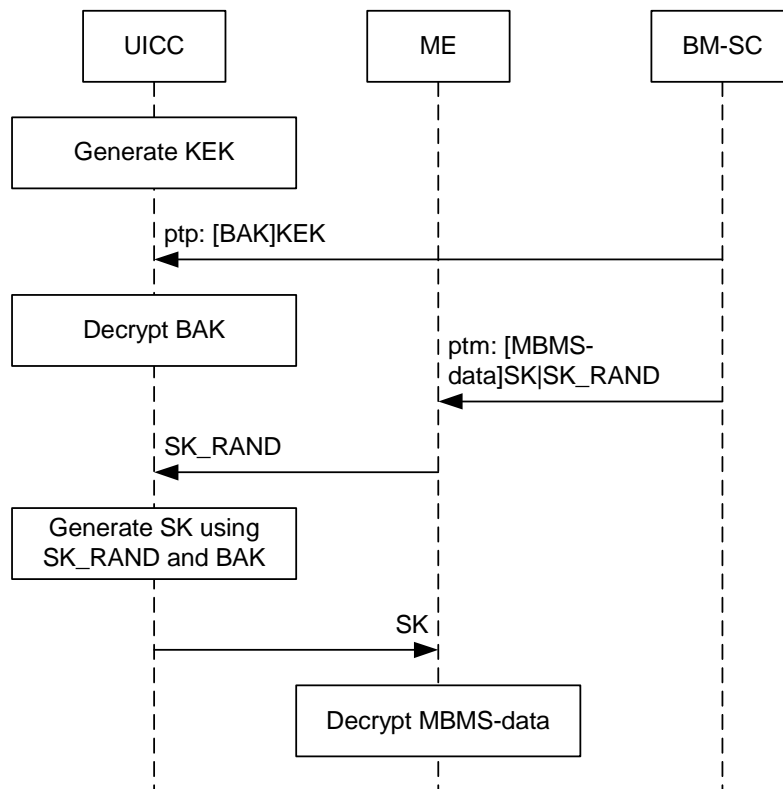 UICC
ME
BM-SC
Generate KEK
ptp: [BAK]KEK
Decrypt BAK
ptm: [MBMS-
data]SK|SK_RAND
SK_RAND
Generate SK using
SK_RAND and BAK
SK
Decrypt MBMS-data